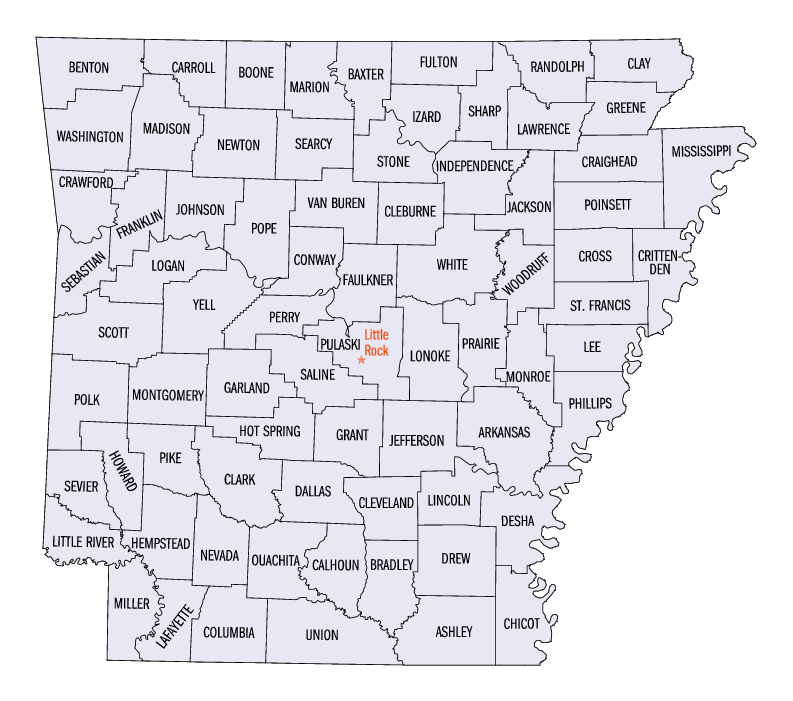 BENTON
CARROLL
BOONE
MARION
BAXTER
FULTON
RANDOLPH
CLAY
WASHINGTON
MADISON
NEWTON
SEARCY
STONE
IZARD
SHARP
LAWRENCE
GREENE
CRAWFORD
FRANKLIN
JOHNSON
POPE
VAN BUREN
CLEBURNE
INDEPENDENCE
JACKSON
CRAIGHEAD
MISSISSIPPI
POINSETT
SEBASTIAN
LOGAN
CONWAY
FAULKNER
WHITE
WOODRUFF
CROSS
CRITTEN-
DEN
SCOTT
YELL
PERRY
PULASKI
Little
Rock
LONOKE
PRAIRIE
ST. FRANCIS
LEE
POLK
MONTGOMERY
GARLAND
SALINE
MONROE
PHILLIPS
HOT SPRING
GRANT
JEFFERSON
ARKANSAS
SEVIER
HOWARD
PIKE
CLARK
DALLAS
CLEVELAND
LINCOLN
DESHA
LITTLE RIVER
HEMPSTEAD
NEVADA
OUACHITA
CALHOUN
BRADLEY
DREW
MILLER
LAFAYETTE
COLUMBIA
UNION
ASHLEY
CHICOT